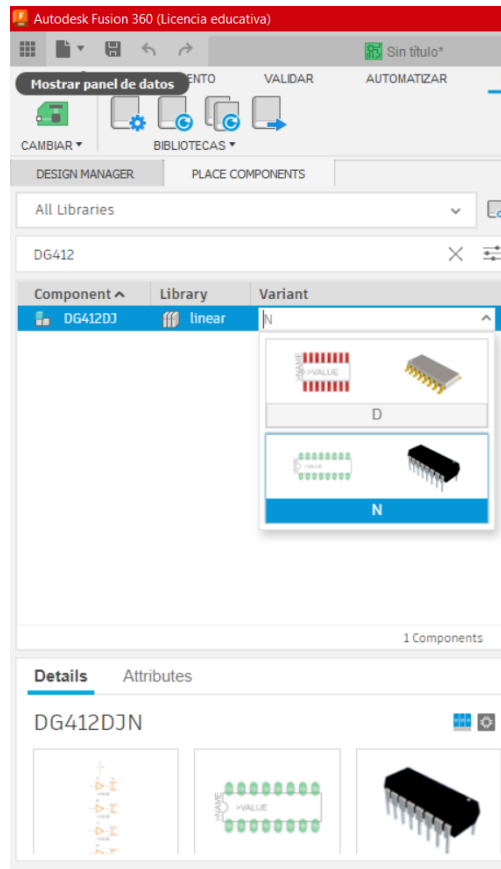 Autodesk Fusion 360 (Licencia educativa)
Sin título*
Mostrar panel de datos
ENTO
VALIDAR
AUTOMATIZAR
CAMBIAR
BIBLIOTECAS
DESIGN MANAGER
PLACE COMPONENTS
All Libraries
DG412
Component
Library
Variant
DG412DJ
linear
N
>NAME
>VALUE
D
>VALUE
N
1 Components
Details
Attributes
DG412DJN
>NAME
>VALUE